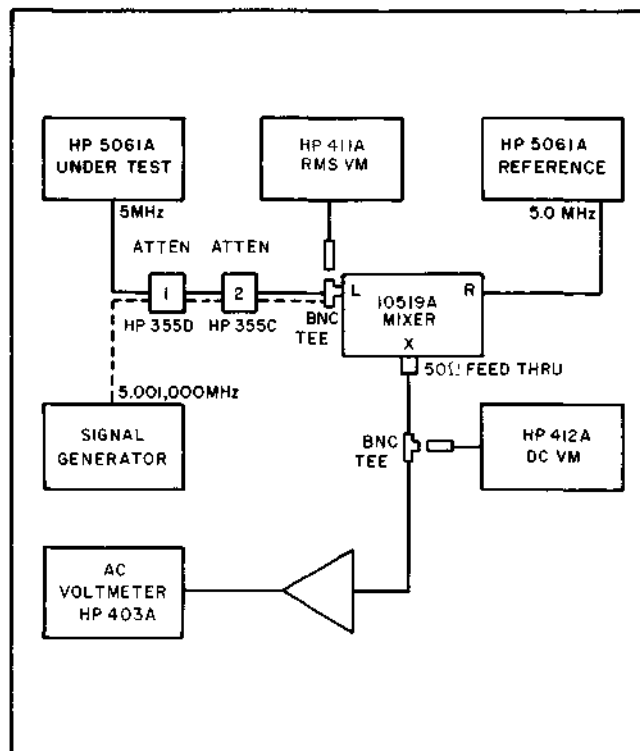 HP 5061A
UNDER TEST
HP 411A
RMS VM
HP 5061A
REFERENCE
5MHz
5.0 MHz
ATTEN
ATTEN
1
2
HP 355D
HP 355C
BNC
TEE
L
R
10519A
MIXER
X
50Ω FEED THRU
5.001,000MHz
SIGNAL
GENERATOR
BNC
TEE
HP 412A
DC VM
AC
VOLTMETER
HP 403A